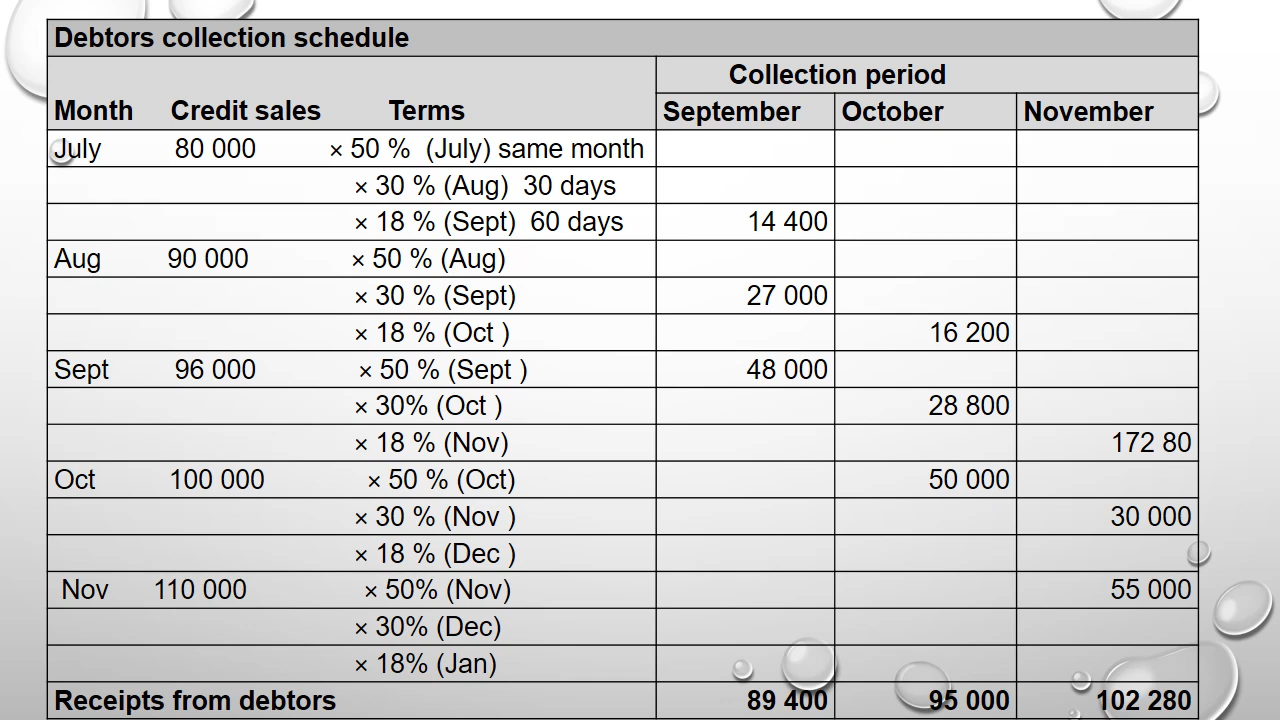 Debtors collection schedule
Collection period
Month Credit sales Terms September October November
July 80 000 × 50 % (July) same month
× 30 % (Aug) 30 days
× 18 % (Sept) 60 days 14 400
Aug 90 000 × 50 % (Aug)
× 30 % (Sept) 27 000
× 18 % (Oct ) 16 200
Sept 96 000 × 50 % (Sept ) 48 000
× 30% (Oct ) 28 800
× 18 % (Nov) 172 80
Oct 100 000 × 50 % (Oct) 50 000
× 30 % (Nov ) 30 000
× 18 % (Dec )
Nov 110 000 × 50% (Nov) 55 000
× 30% (Dec)
× 18% (Jan)
Receipts from debtors 89 400 95 000 102 280